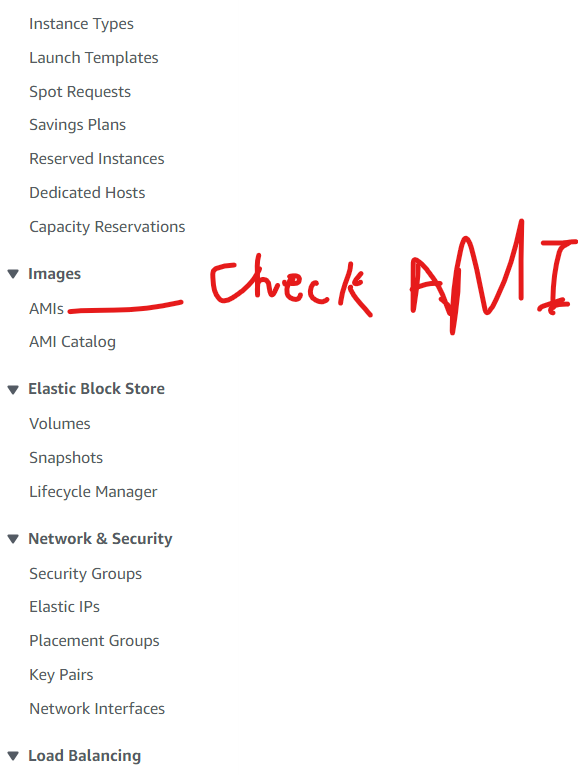 Instance Types
Launch Templates
Spot Requests
Savings Plans
Reserved Instances
Dedicated Hosts
Capacity Reservations
Images
AMIs
Check AMI
AMI Catalog
Elastic Block Store
Volumes
Snapshots
Lifecycle Manager
Network & Security
Security Groups
Elastic IPs
Placement Groups
Key Pairs
Network Interfaces
Load Balancing